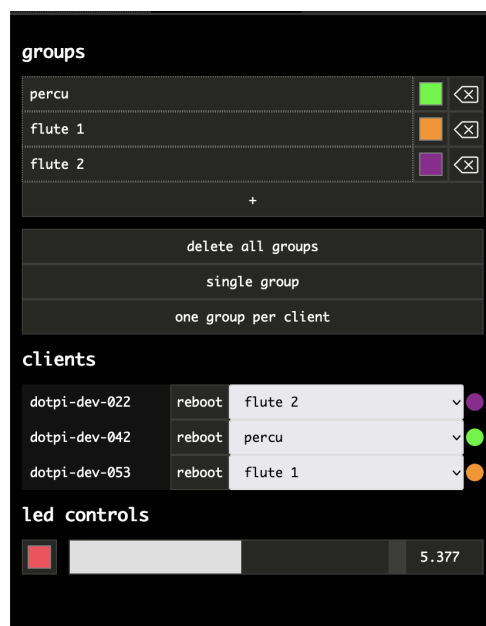 groups
percu
flute 1
flute 2
+
delete all groups
single group
one group per client
clients
dotpi-dev-022 reboot flute 2
dotpi-dev-042 reboot percu
dotpi-dev-053 reboot flute 1
led controls
5.377